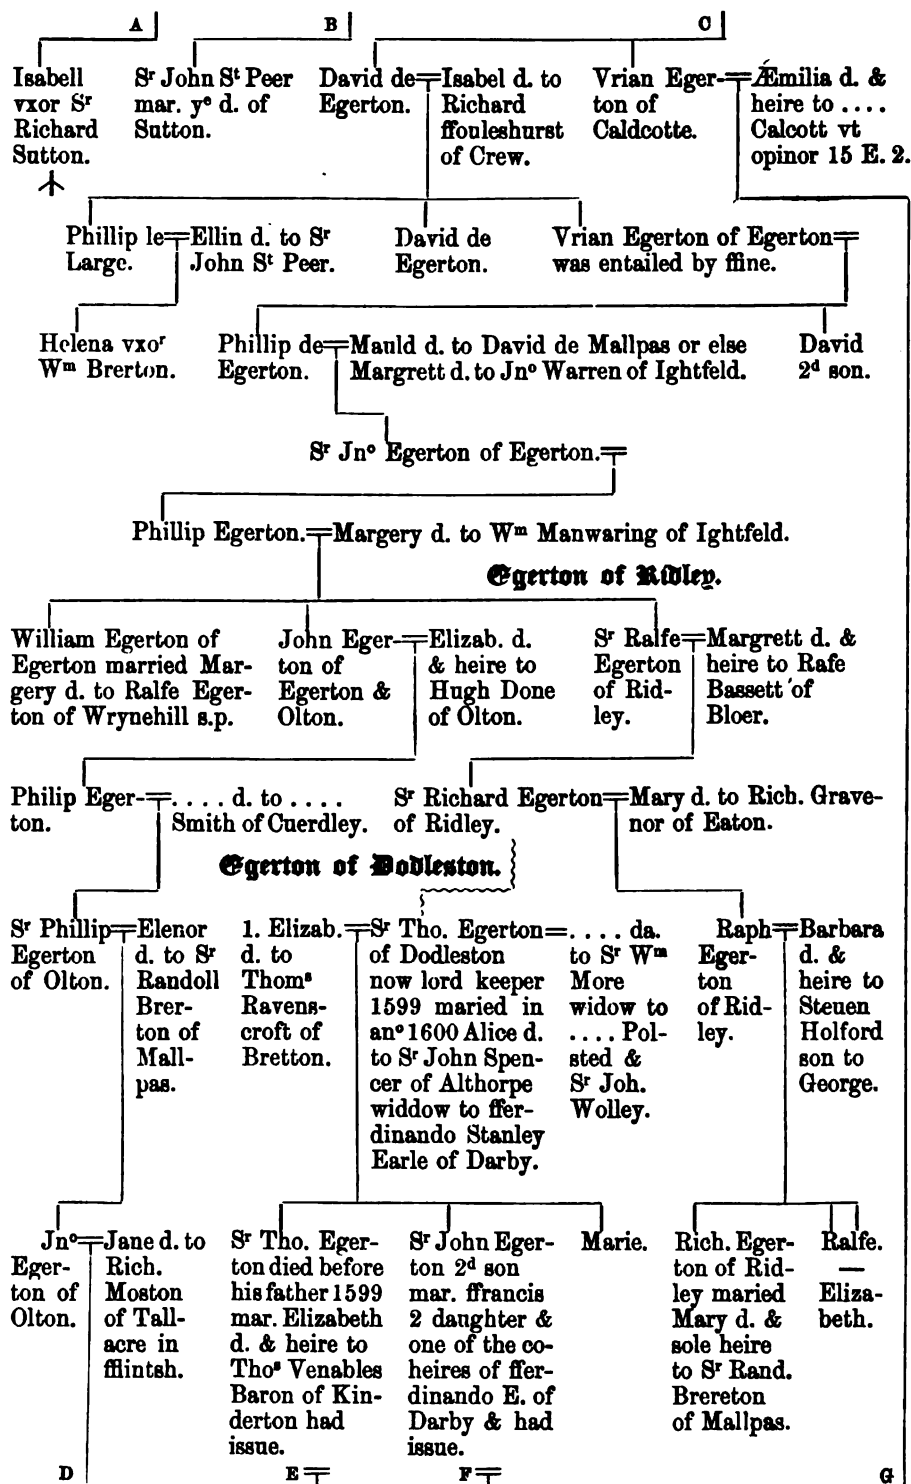 A
B
C
Isabell
vxor Sʳ
Richard
Sutton.
Sʳ John Sᵗ Peer
mar. yᵉ d. of
Sutton.
David de
Egerton.
Isabel d. to
Richard
ffouleshurst
of Crew.
Vrian Eger-
ton of
Caldcotte.
Æmilia d. &
heire to ....
Calcott vt
opinor 15 E. 2.
Phillip le
Large.
Ellin d. to Sʳ
John Sᵗ Peer.
David de
Egerton.
Vrian Egerton of Egerton
was entailed by ffine.
Helena vxoʳ
Wᵐ Brerton.
Phillip de
Egerton.
Mauld d. to David de Mallpas or else
Margrett d. to Jnᵒ Warren of Ightfeld.
David
2ᵈ son.
Sʳ Jnᵒ Egerton of Egerton.
Phillip Egerton.
Margery d. to Wᵐ Manwaring of Ightfeld.
Egerton of Ridley.
William Egerton of
Egerton married Mar-
gery d. to Ralfe Eger-
ton of Wrynehill s.p.
John Eger-
ton of
Egerton &
Olton.
Elizab. d.
& heire to
Hugh Done
of Olton.
Sʳ Ralfe
Egerton
of Rid-
ley.
Margrett d. &
heire to Rafe
Bassett of
Bloer.
Philip Eger-
ton.
.... d. to ....
Smith of Cuerdley.
Sʳ Richard Egerton
of Ridley.
Mary d. to Rich. Grave-
nor of Eaton.
Egerton of Dodleston.
Sʳ Phillip
Egerton
of Olton.
Elenor
d. to Sʳ
Randoll
Brer-
ton of
Mall-
pas.
1. Elizab.
d. to
Thomˢ
Ravens-
croft of
Bretton.
Sʳ Tho. Egerton
of Dodleston
now lord keeper
1599 maried in
anᵒ 1600 Alice d.
to Sʳ John Spen-
cer of Althorpe
widdow to ffer-
dinando Stanley
Earle of Darby.
.... da.
to Sʳ Wᵐ
More
widow to
.... Pol-
sted &
Sʳ Joh.
Wolley.
Raph
Eger-
ton
of Rid-
ley.
Barbara
d. &
heire to
Steuen
Holford
son to
George.
Jnᵒ
Eger-
ton of
Olton.
Jane d. to
Rich.
Moston
of Tall-
acre in
fflintsh.
Sʳ Tho. Eger-
ton died before
his father 1599
mar. Elizabeth
d. & heire to
Thoˢ Venables
Baron of Kin-
derton had
issue.
Sʳ John Eger-
ton 2ᵈ son
mar. ffrancis
2 daughter &
one of the co-
heires of ffer-
dinando E. of
Darby & had
issue.
Marie.
Rich. Eger-
ton of Rid-
ley maried
Mary d. &
sole heire
to Sʳ Rand.
Brereton
of Mallpas.
Ralfe.
—
Eliza-
beth.
D
E
F
G